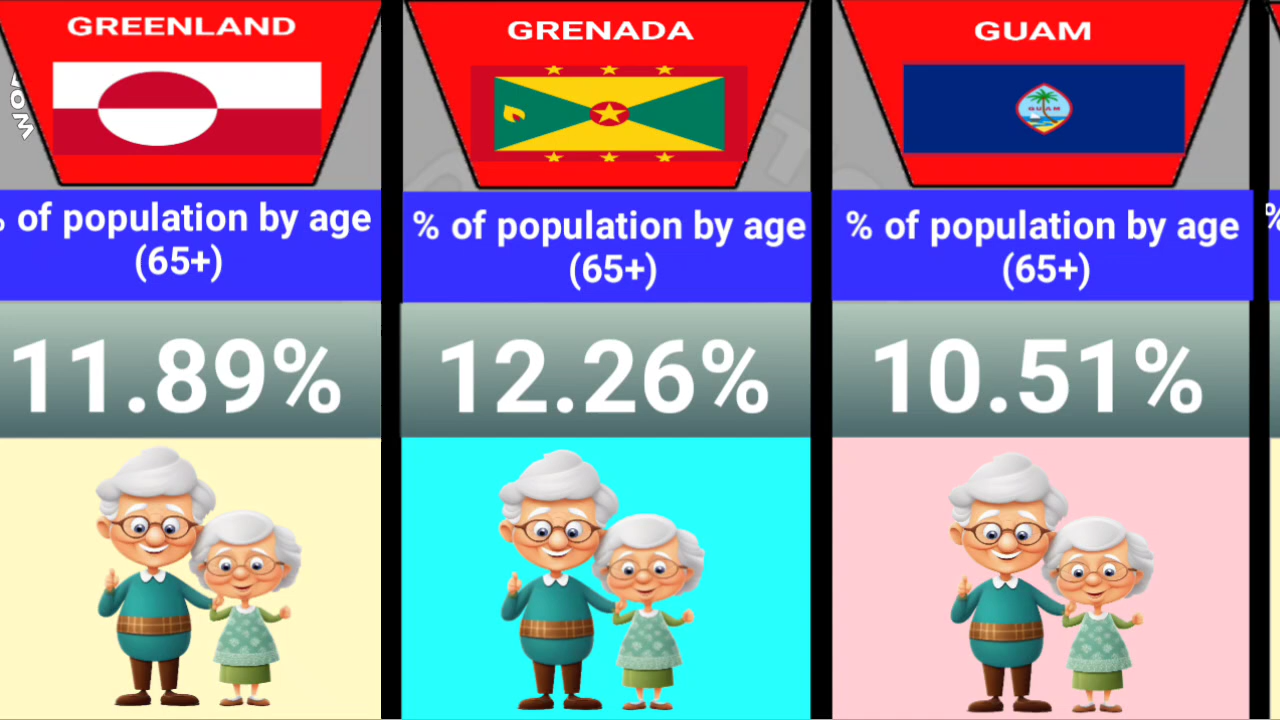 GREENLAND
% of population by age
(65+)
11.89%
GRENADA
% of population by age
(65+)
12.26%
GUAM
GUAM
% of population by age
(65+)
10.51%
%